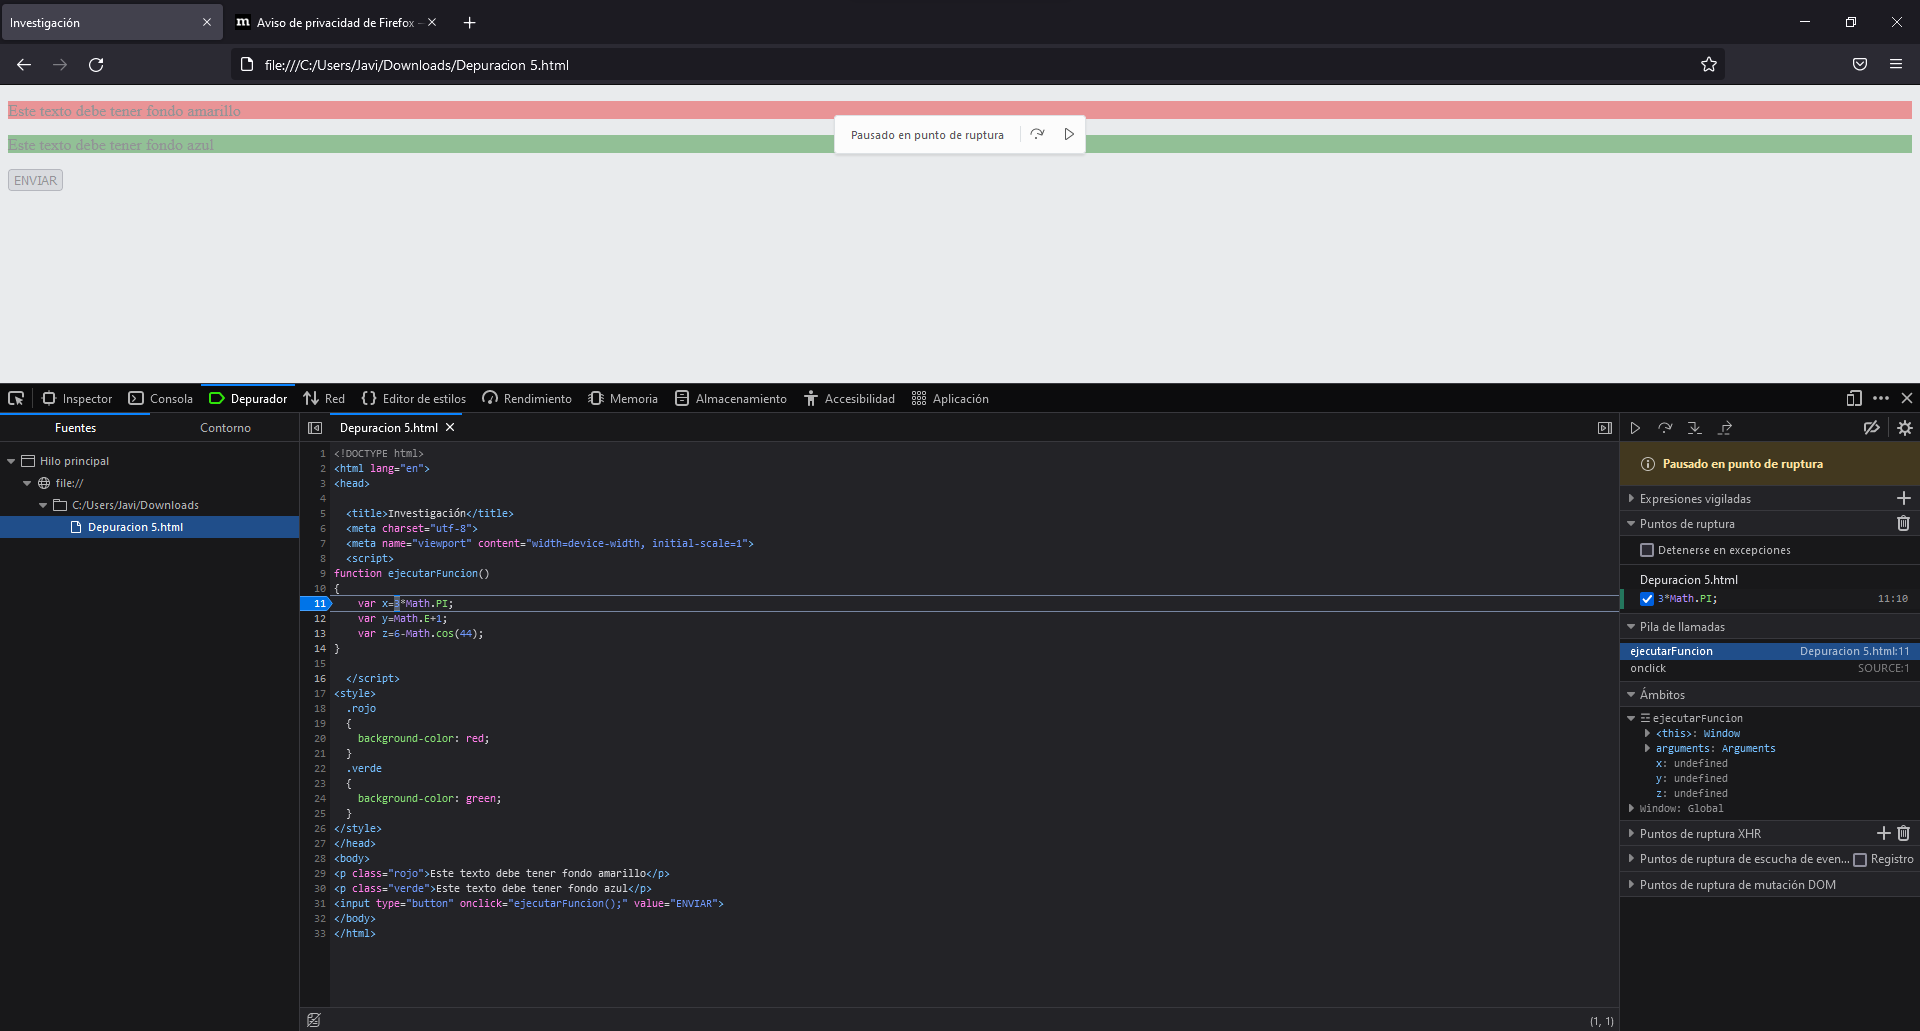 Investigación
m Aviso de privacidad de Firefox –
file:///C:/Users/Javi/Downloads/Depuracion 5.html
Este texto debe tener fondo amarillo
Este texto debe tener fondo azul
Pausado en punto de ruptura
ENVIAR
Inspector Consola Depurador Red Editor de estilos Rendimiento Memoria Almacenamiento Accesibilidad Aplicación
Fuentes Contorno
Hilo principal
file://
C:/Users/Javi/Downloads
Depuracion 5.html
Depuracion 5.html
1 <!DOCTYPE html>
2 <html lang="en">
3 <head>
4
5 <title>Investigación</title>
6 <meta charset="utf-8">
7 <meta name="viewport" content="width=device-width, initial-scale=1">
8 <script>
9 function ejecutarFuncion()
10 {
11 var x=3*Math.PI;
12 var y=Math.E+1;
13 var z=6-Math.cos(44);
14 }
15
16 </script>
17 <style>
18 .rojo
19 {
20 background-color: red;
21 }
22 .verde
23 {
24 background-color: green;
25 }
26 </style>
27 </head>
28 <body>
29 <p class="rojo">Este texto debe tener fondo amarillo</p>
30 <p class="verde">Este texto debe tener fondo azul</p>
31 <input type="button" onclick="ejecutarFuncion();" value="ENVIAR">
32 </body>
33 </html>
(1, 1)
Pausado en punto de ruptura
Expresiones vigiladas
Puntos de ruptura
Detenerse en excepciones
Depuracion 5.html
3*Math.PI; 11:10
Pila de llamadas
ejecutarFuncion Depuracion 5.html:11
onclick SOURCE:1
Ámbitos
ejecutarFuncion
<this>: Window
arguments: Arguments
x: undefined
y: undefined
z: undefined
Window: Global
Puntos de ruptura XHR
Puntos de ruptura de escucha de even... Registro
Puntos de ruptura de mutación DOM